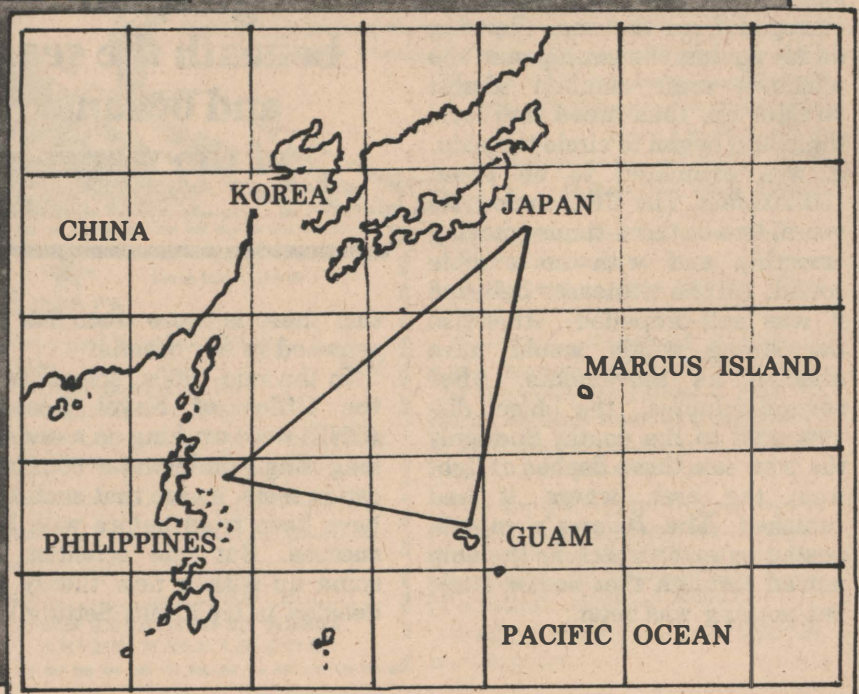 KOREA
CHINA
JAPAN
MARCUS ISLAND
PHILIPPINES
GUAM
PACIFIC OCEAN